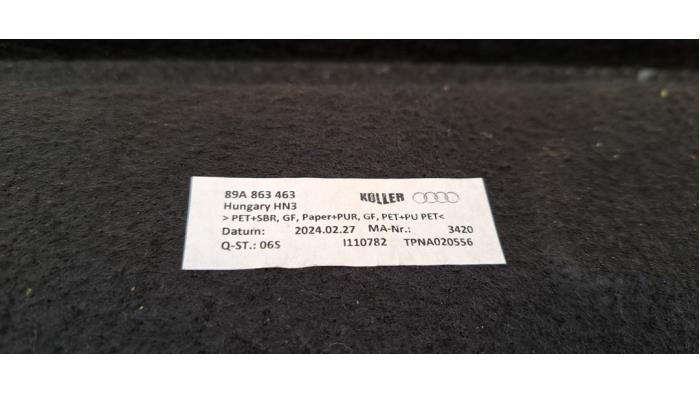 89A 863 463 KOLLER
Hungary HN3
> PET+SBR, GF, Paper+PUR, GF, PET+PU PET<
Datum: 2024.02.27 MA-Nr.: 3420
Q-ST.: 06S I110782 TPNA020556